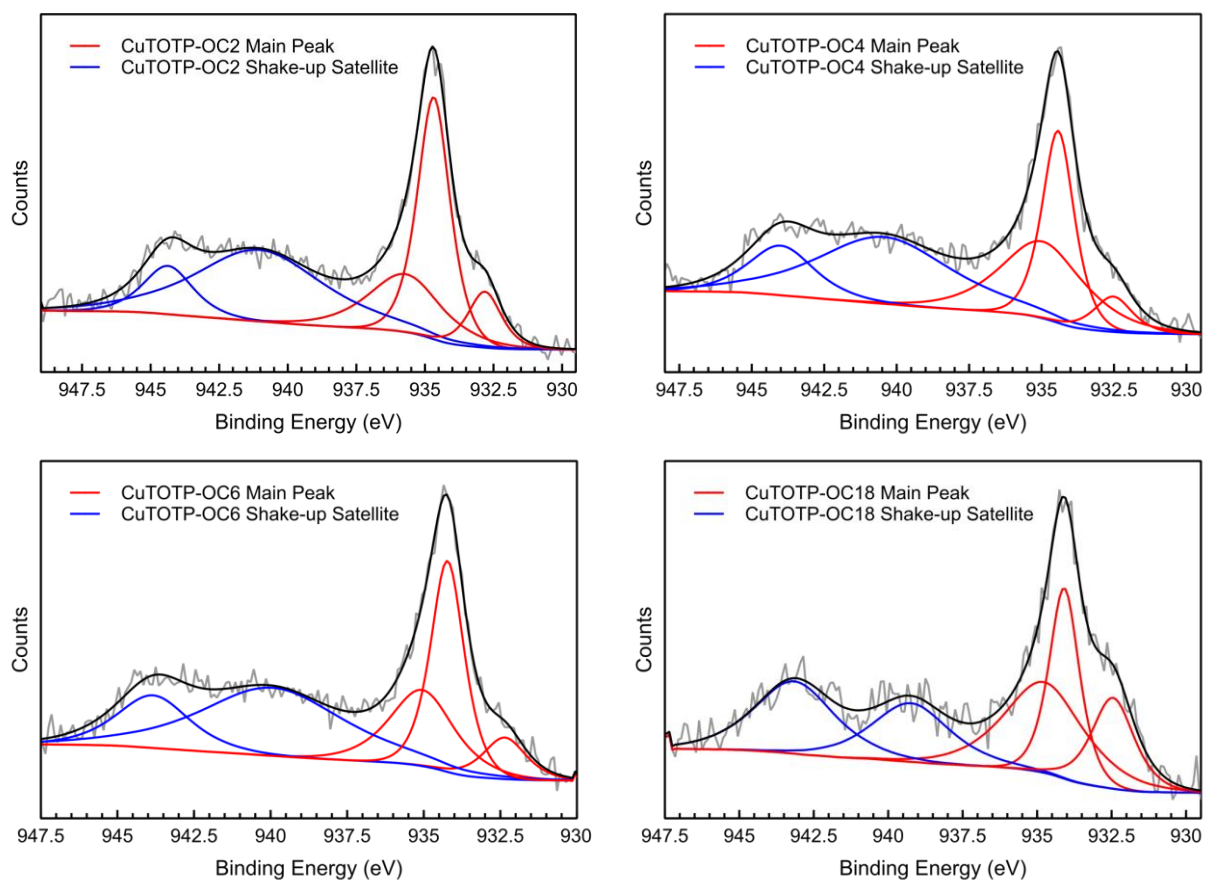 CuTOTP-OC2 Main Peak
CuTOTP-OC2 Shake-up Satellite
Counts
947.5 945 942.5 940 937.5 935 932.5 930
Binding Energy (eV)
CuTOTP-OC4 Main Peak
CuTOTP-OC4 Shake-up Satellite
Counts
947.5 945 942.5 940 937.5 935 932.5 930
Binding Energy (eV)
CuTOTP-OC6 Main Peak
CuTOTP-OC6 Shake-up Satellite
Counts
947.5 945 942.5 940 937.5 935 932.5 930
Binding Energy (eV)
CuTOTP-OC18 Main Peak
CuTOTP-OC18 Shake-up Satellite
Counts
947.5 945 942.5 940 937.5 935 932.5 930
Binding Energy (eV)